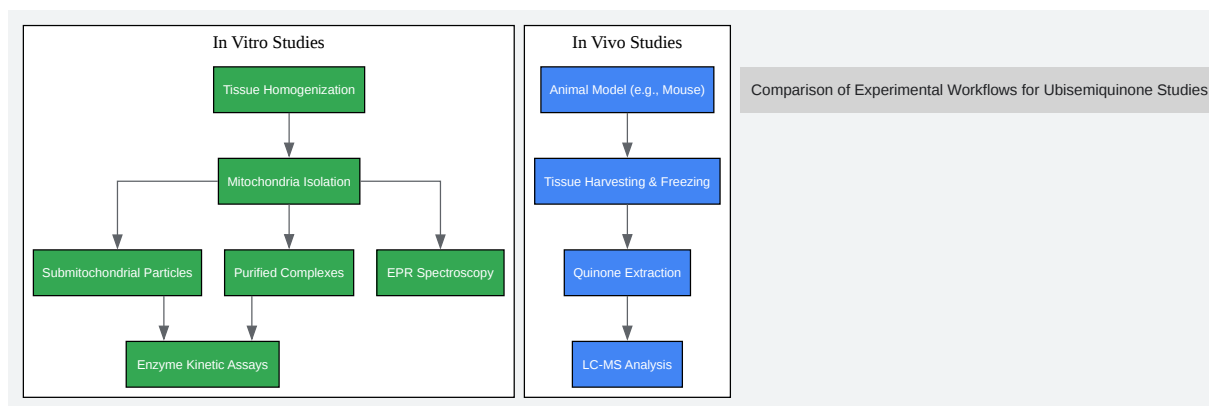 In Vitro Studies
Tissue Homogenization
Mitochondria Isolation
Submitochondrial Particles
Purified Complexes
EPR Spectroscopy
Enzyme Kinetic Assays
In Vivo Studies
Animal Model (e.g., Mouse)
Tissue Harvesting & Freezing
Quinone Extraction
LC-MS Analysis
Comparison of Experimental Workflows for Ubisemiquinone Studies